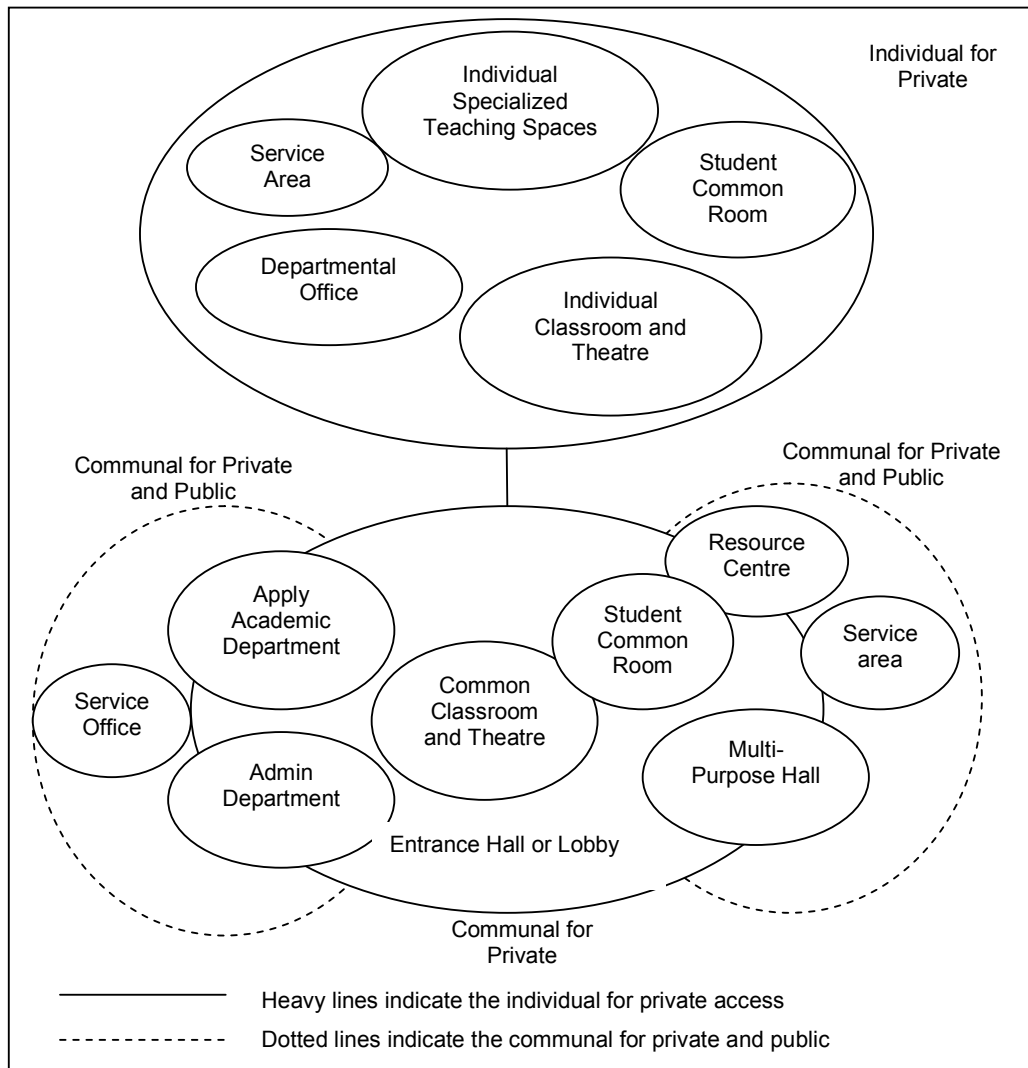 Individual for
Private
Individual
Specialized
Teaching Spaces
Service
Area
Student
Common
Room
Departmental
Office
Individual
Classroom and
Theatre
Communal for Private
and Public
Communal for Private
and Public
Resource
Centre
Apply
Academic
Department
Student
Common
Room
Service
area
Service
Office
Common
Classroom
and Theatre
Multi-
Purpose Hall
Admin
Department
Entrance Hall or Lobby
Communal for
Private
Heavy lines indicate the individual for private access
Dotted lines indicate the communal for private and public